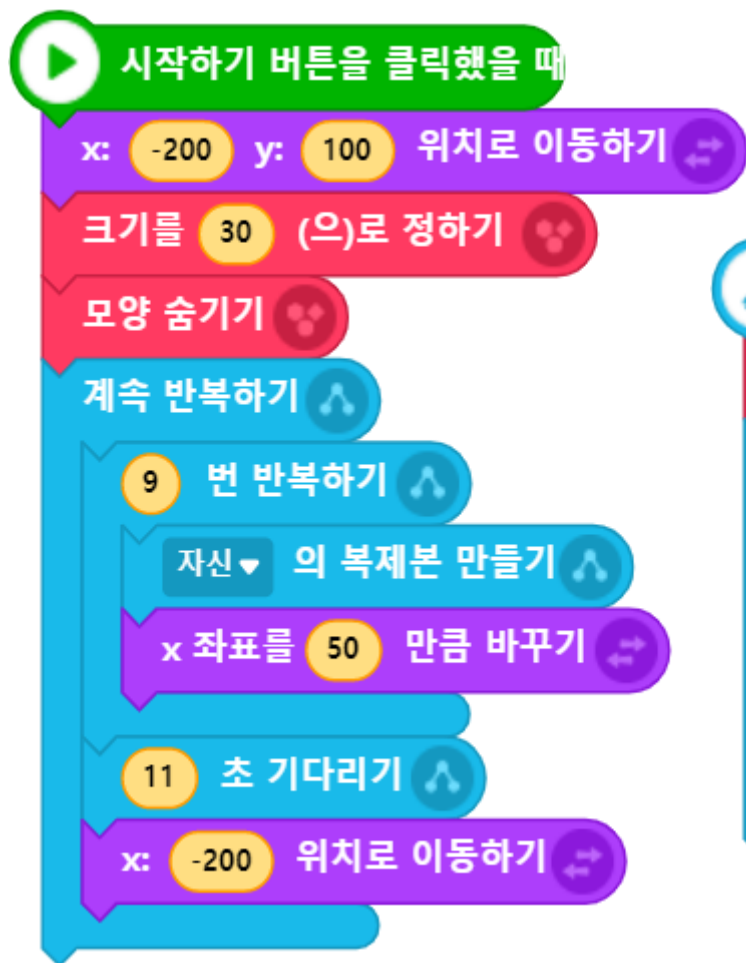 시작하기 버튼을 클릭했을 때
x: -200 y: 100 위치로 이동하기
크기를 30 (으)로 정하기
모양 숨기기
계속 반복하기
9 번 반복하기
자신 의 복제본 만들기
x 좌표를 50 만큼 바꾸기
11 초 기다리기
x: -200 위치로 이동하기